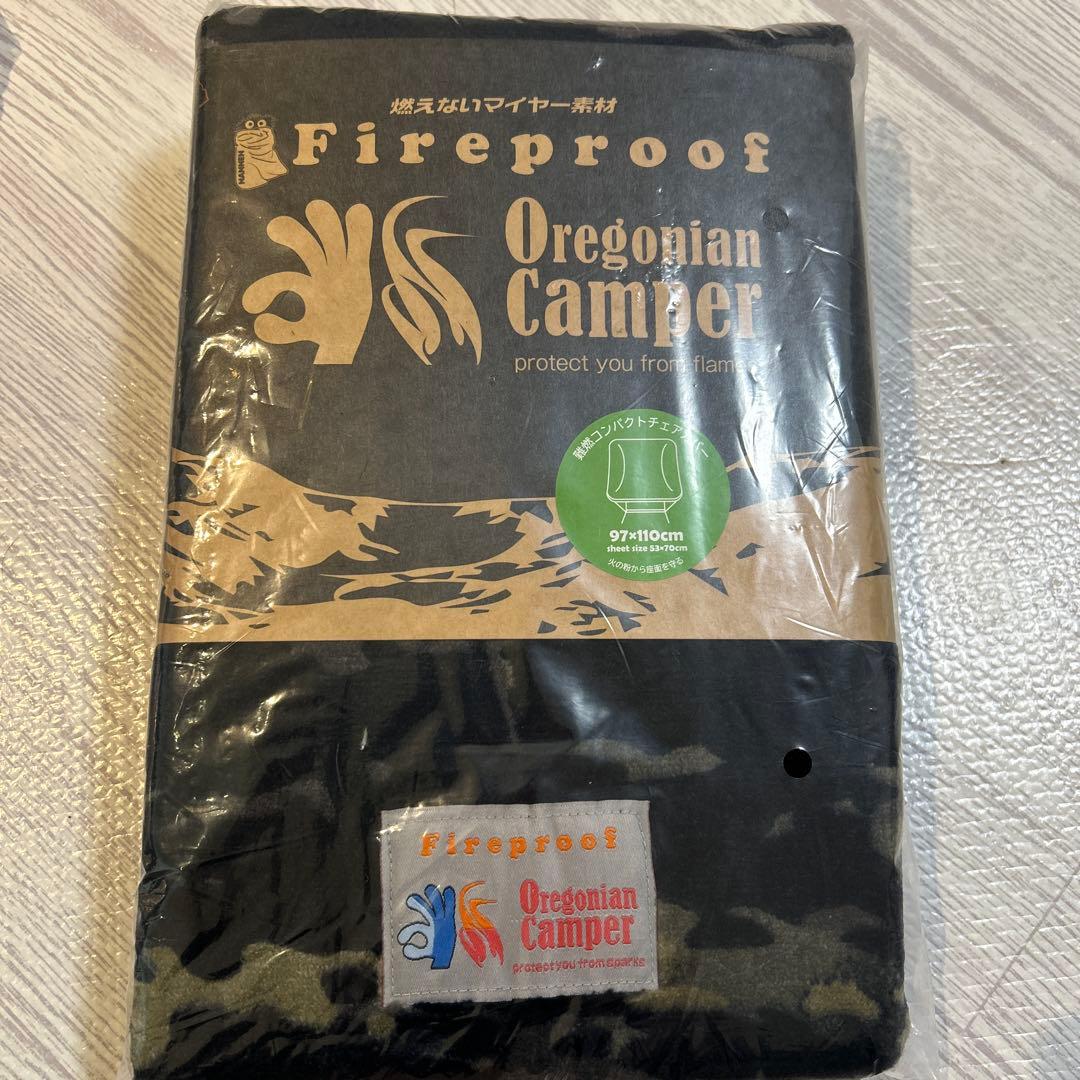 燃えないマイヤー素材
Fireproof
HANNEN
Oregonian
Camper
protect you from flame
難燃コンパクトチェアカバー
97×110cm
sheet size 53×70cm
火の粉から座面を守る
Fireproof
Oregonian
Camper
protect you from sparks